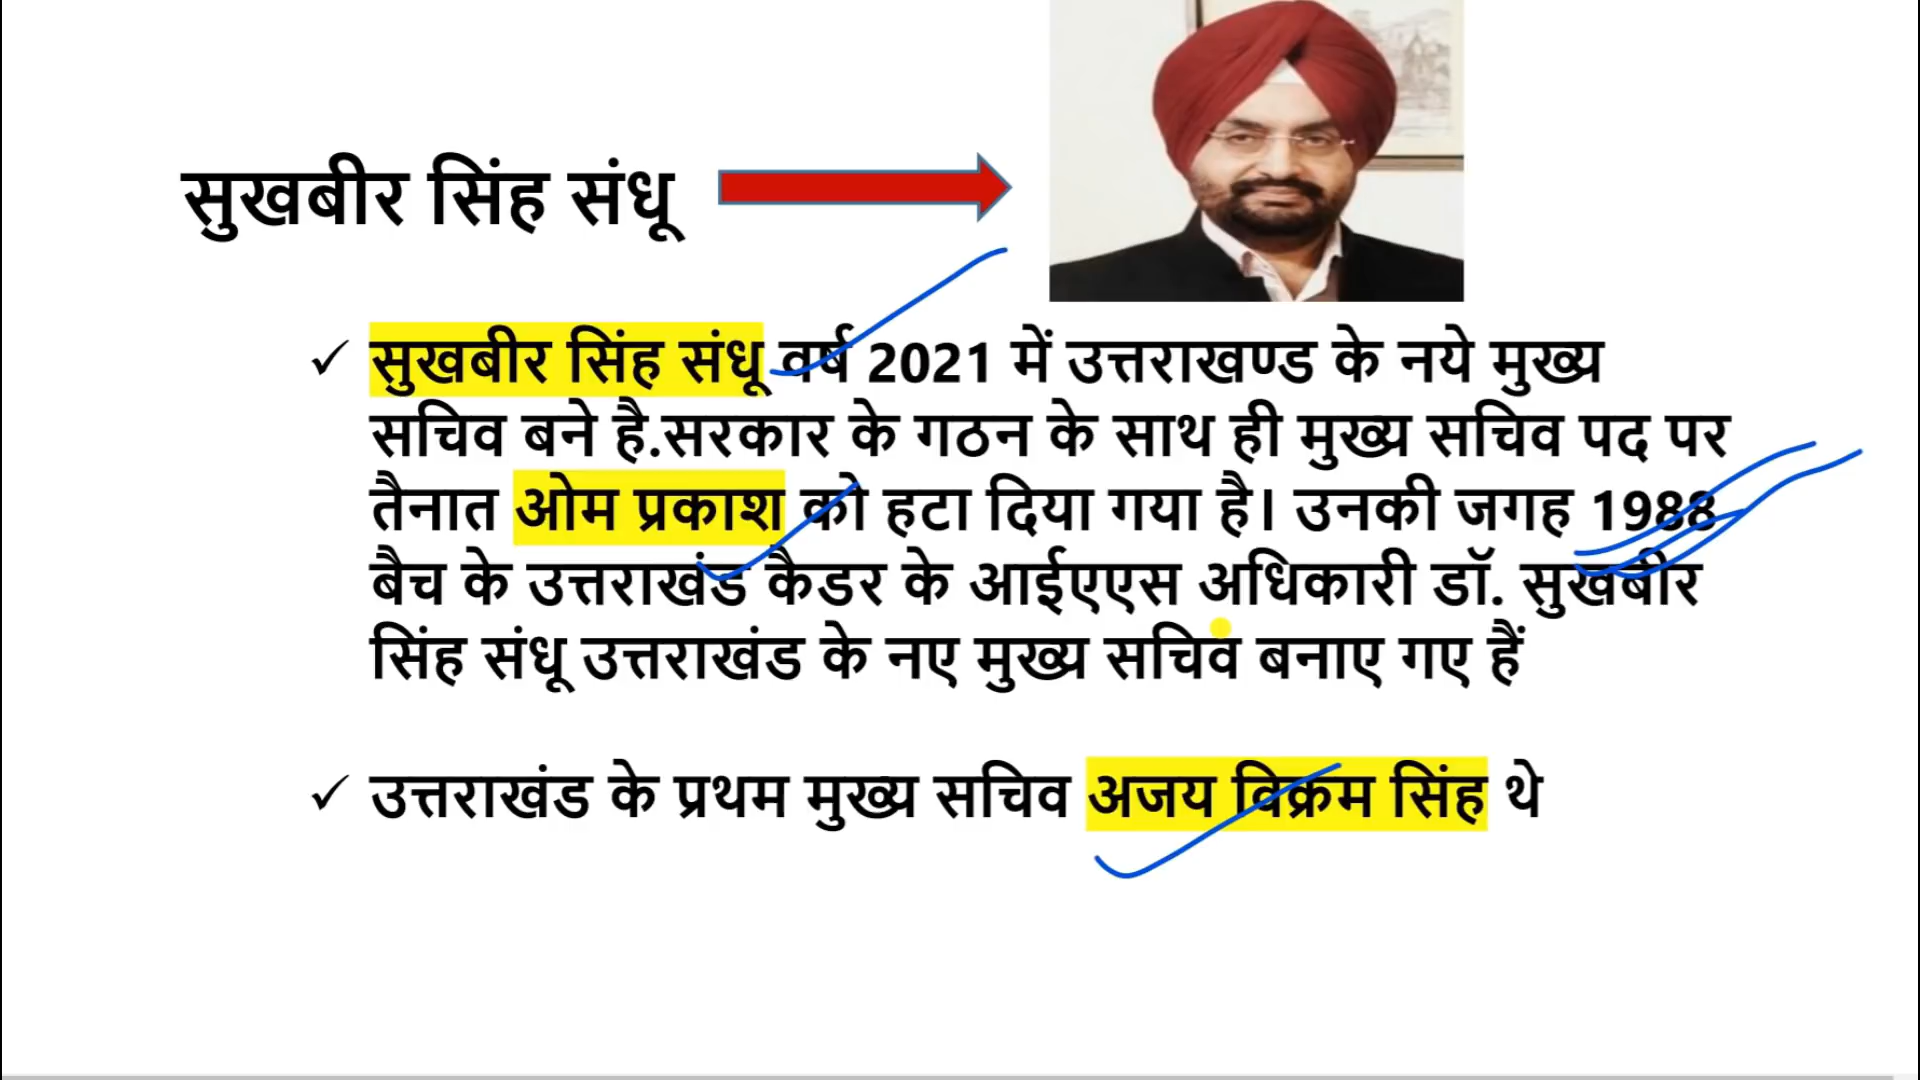 सुखबीर सिंह संधू
✓ सुखबीर सिंह संधू वर्ष 2021 में उत्तराखण्ड के नये मुख्य
सचिव बने है.सरकार के गठन के साथ ही मुख्य सचिव पद पर
तैनात ओम प्रकाश को हटा दिया गया है। उनकी जगह 1988
बैच के उत्तराखंड कैडर के आईएएस अधिकारी डॉ. सुखबीर
सिंह संधू उत्तराखंड के नए मुख्य सचिव बनाए गए हैं
✓ उत्तराखंड के प्रथम मुख्य सचिव अजय विक्रम सिंह थे